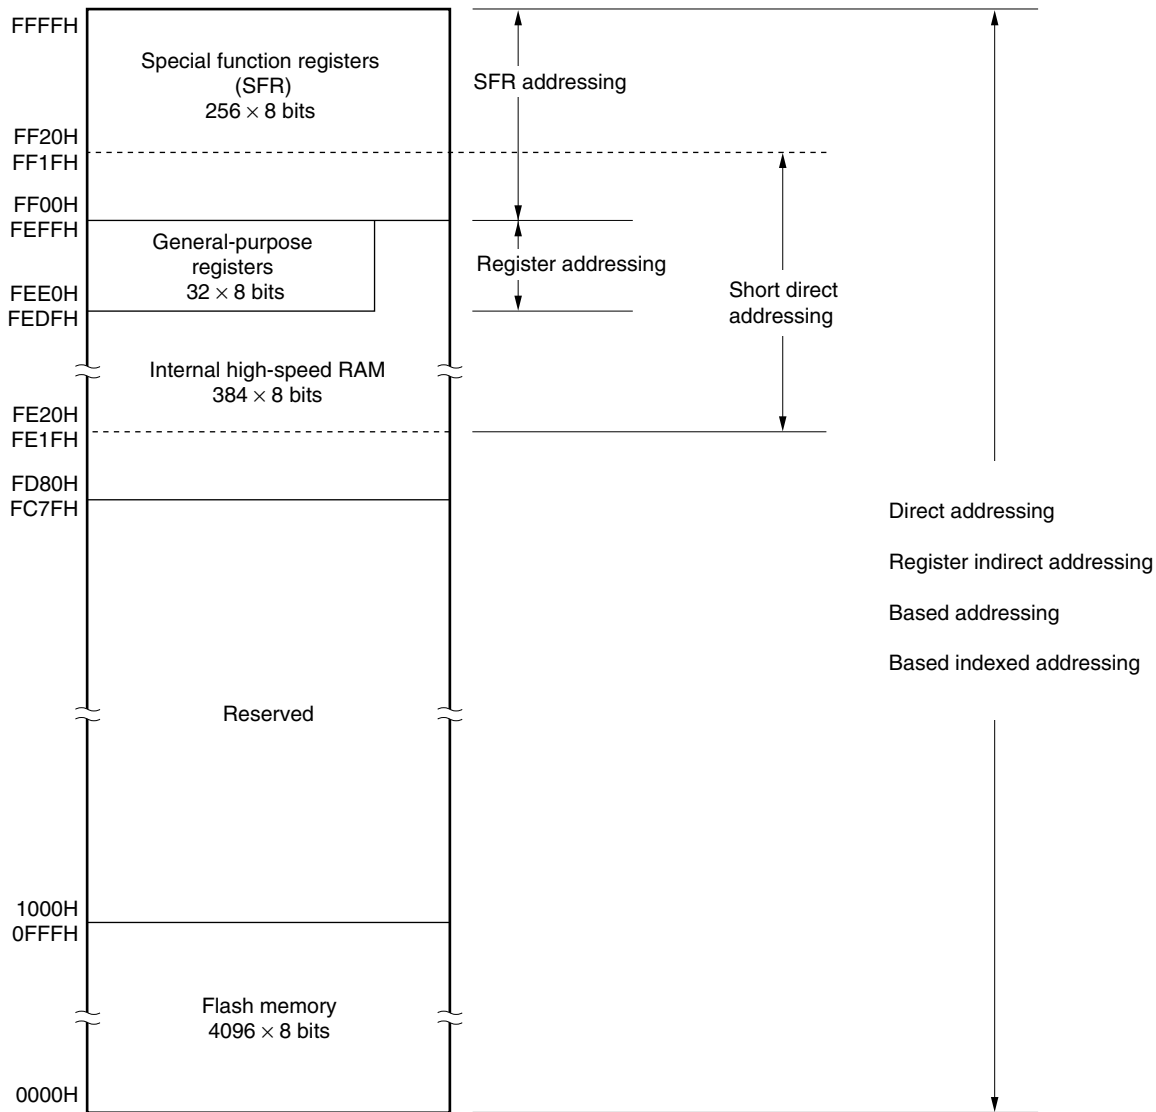 FFFFH
Special function registers
(SFR)
256 × 8 bits
SFR addressing
FF20H
FF1FH
FF00H
FEFFH
General-purpose
registers
32 × 8 bits
Register addressing
FEE0H
FEDFH
Short direct
addressing
Internal high-speed RAM
384 × 8 bits
FE20H
FE1FH
FD80H
FC7FH
Direct addressing
Register indirect addressing
Based addressing
Based indexed addressing
Reserved
1000H
0FFFH
Flash memory
4096 × 8 bits
0000H